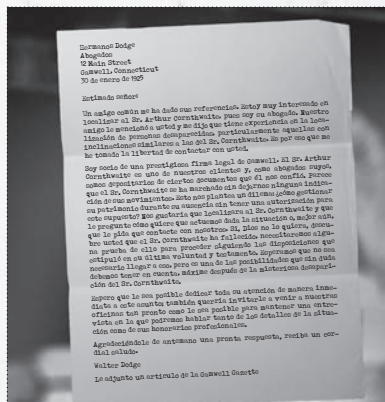 Hermanos Dodge
Abogados
12 Main Street
Gamwell, Connecticut
30 de enero de 1925
Estimado señor:
Un amigo común me ha dado sus referencias. Estoy muy interesado en
localizar al Sr. Arthur Cornthwaite, pues soy su abogado. Nuestro
amigo le mencionó a usted y me dijo que tiene experiencia en la loca-
lización de personas desaparecidas, particularmente aquellas con
inclinaciones similares a las del Sr. Cornthwaite. Es por eso que me
he tomado la libertad de contactar con usted.
Soy socio de una prestigiosa firma legal de Gamwell. El Sr. Arthur
Cornthwaite es uno de nuestros clientes y, como abogados suyos,
somos depositarios de ciertos documentos que él nos confió. Parece
que el Sr. Cornthwaite se ha marchado sin dejarnos ninguna indica-
ción de sus movimientos. Esto nos plantea un dilema: ¿cómo gestionar
su patrimonio durante su ausencia sin tener una autorización para
este supuesto? Nos gustaría que localizara al Sr. Cornthwaite y que
le pregunte cómo quiere que actuemos dada la situación o, mejor aún,
que le pida que contacte con nosotros. Si, Dios no lo quiera, descu-
bre usted que el Sr. Cornthwaite ha fallecido, necesitaremos algu-
na prueba de ello para proceder siguiendo las disposiciones que
estipuló en su última voluntad y testamento. Esperamos que no sea
necesario llegar a eso, pero es una de las posibilidades que sin duda
debemos tener en cuenta, máxime después de la misteriosa desapari-
ción del Sr. Cornthwaite.
Espero que le sea posible dedicar toda su atención de manera inme-
diata a este asunto; también querría invitarle a venir a nuestras
oficinas tan pronto como le sea posible para mantener una entre-
vista en la que podremos hablar tanto de los detalles de la situa-
ción como de sus honorarios profesionales.
Agradeciéndole de antemano una pronta respuesta, reciba un cor-
dial saludo.
Walter Dodge
Le adjunto un artículo de la Gamwell Gazette